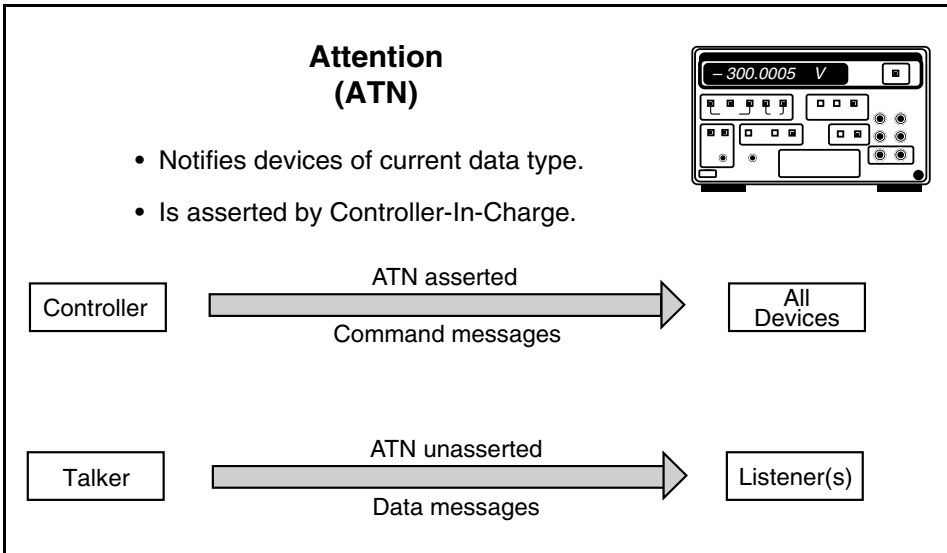 Attention
(ATN)
– 300.0005 V
• Notifies devices of current data type.
• Is asserted by Controller-In-Charge.
Controller
ATN asserted
Command messages
All
Devices
Talker
ATN unasserted
Data messages
Listener(s)